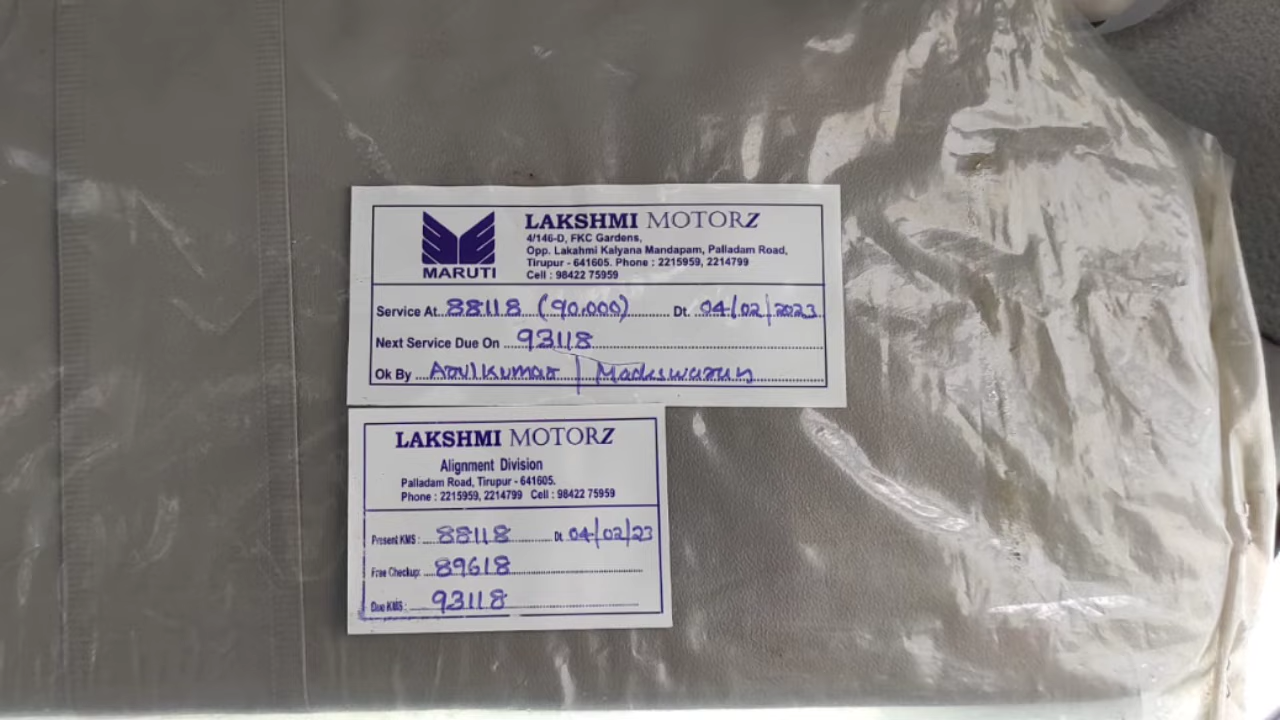 MARUTI
LAKSHMI MOTORZ
4/146-D, FKC Gardens,
Opp. Lakahmi Kalyana Mandapam, Palladam Road,
Tirupur - 641605. Phone : 2215959, 2214799
Cell : 98422 75959
Service At 88118 (90,000) Dt. 04/02/2023
Next Service Due On 93118
Ok By Arulkumar | Madeswaran
LAKSHMI MOTORZ
Alignment Division
Palladam Road, Tirupur - 641605.
Phone : 2215959, 2214799 Cell : 98422 75959
Present KMS : 88118 Dt 04/02/23
Free Checkup: 89618
Due KMS : 93118